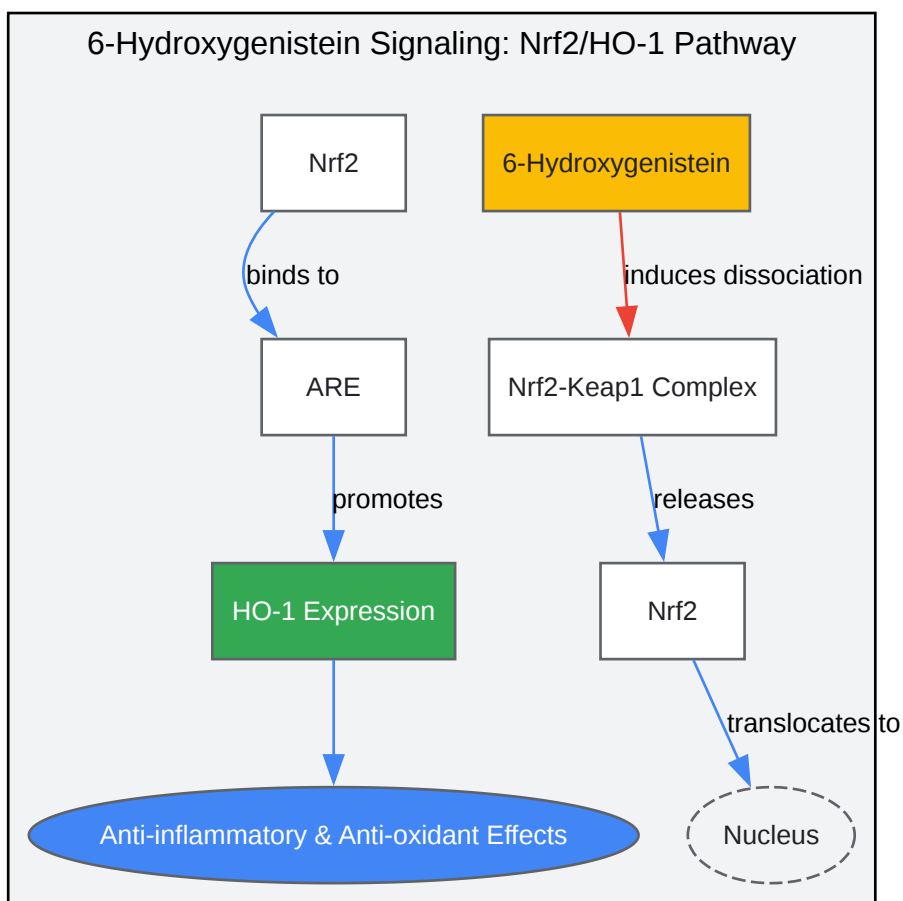 6-Hydroxygenistein Signaling: Nrf2/HO-1 Pathway
Nrf2
6-Hydroxygenistein
binds to
induces dissociation
ARE
Nrf2-Keap1 Complex
promotes
releases
HO-1 Expression
Nrf2
translocates to
Anti-inflammatory & Anti-oxidant Effects
Nucleus